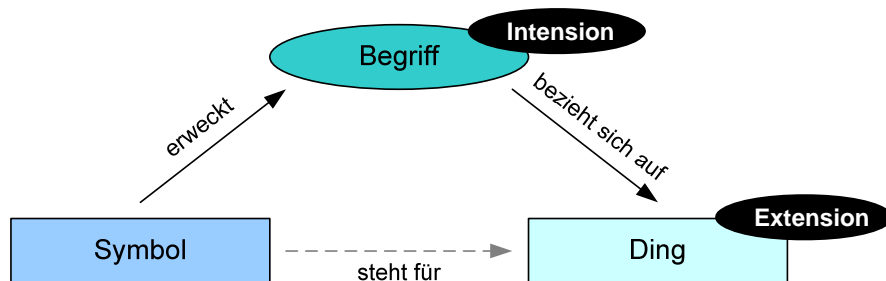 Intension
Begriff
erweckt
bezieht sich auf
Extension
Symbol
Ding
steht für